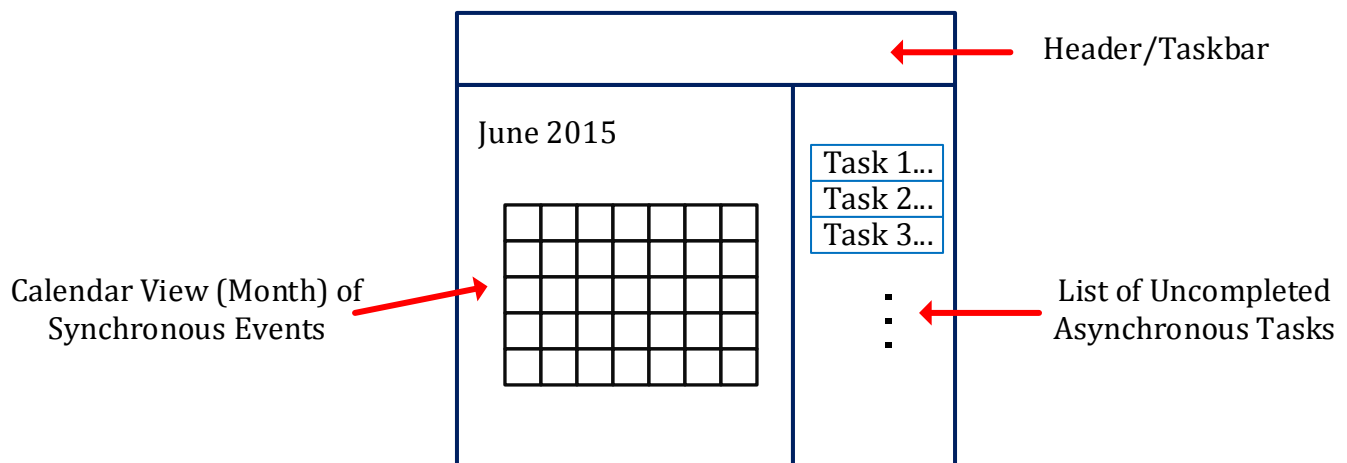 Header/Taskbar
June 2015
Task 1...
Task 2...
Task 3...
Calendar View (Month) of
Synchronous Events
List of Uncompleted
Asynchronous Tasks